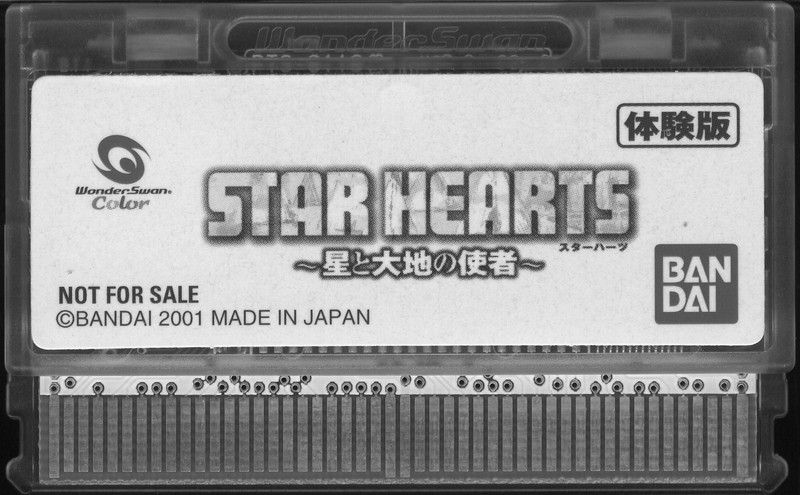 WonderSwan
体験版
WonderSwan
Color
STAR HEARTS
スターハーツ
~星と大地の使者~
NOT FOR SALE
©BANDAI 2001 MADE IN JAPAN
BAN
DAI